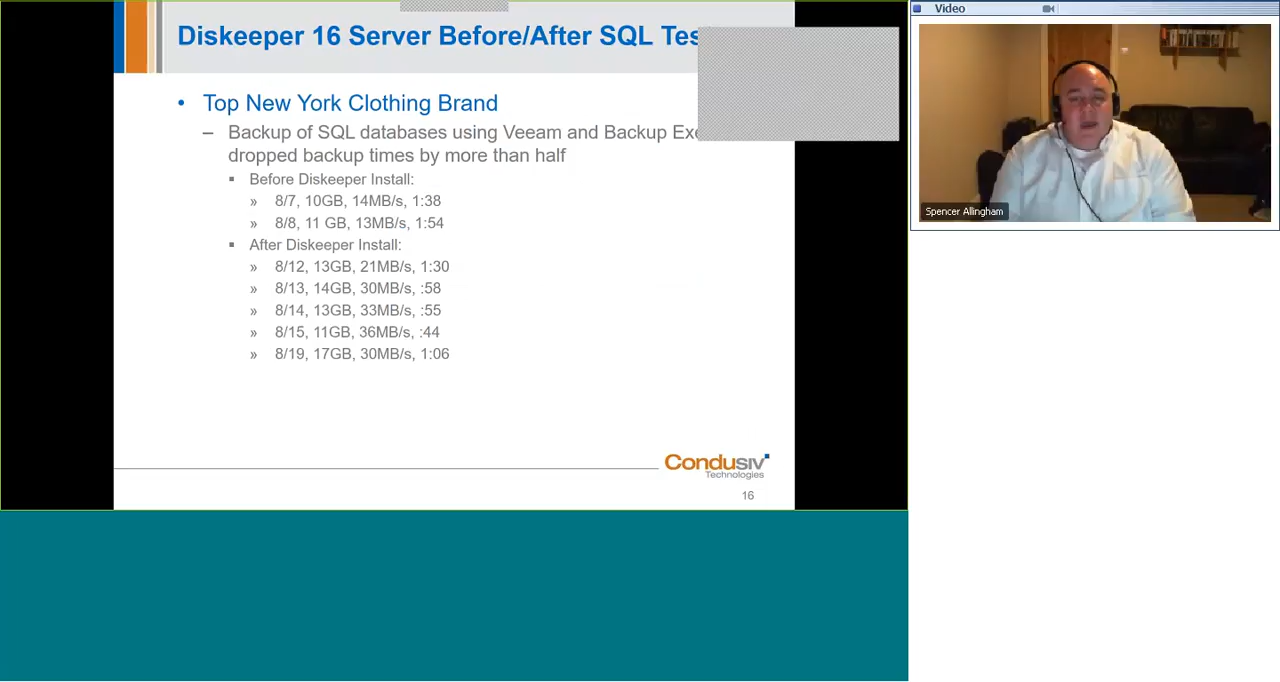 Diskeeper 16 Server Before/After SQL
• Top New York Clothing Brand
– Backup of SQL databases using Veeam and Backup
dropped backup times by more than half
▪ Before Diskeeper Install:
» 8/7, 10GB, 14MB/s, 1:38
» 8/8, 11 GB, 13MB/s, 1:54
▪ After Diskeeper Install:
» 8/12, 13GB, 21MB/s, 1:30
» 8/13, 14GB, 30MB/s, :58
» 8/14, 13GB, 33MB/s, :55
» 8/15, 11GB, 36MB/s, :44
» 8/19, 17GB, 30MB/s, 1:06
Condusiv
Technologies
16
Video
Spencer Allingham